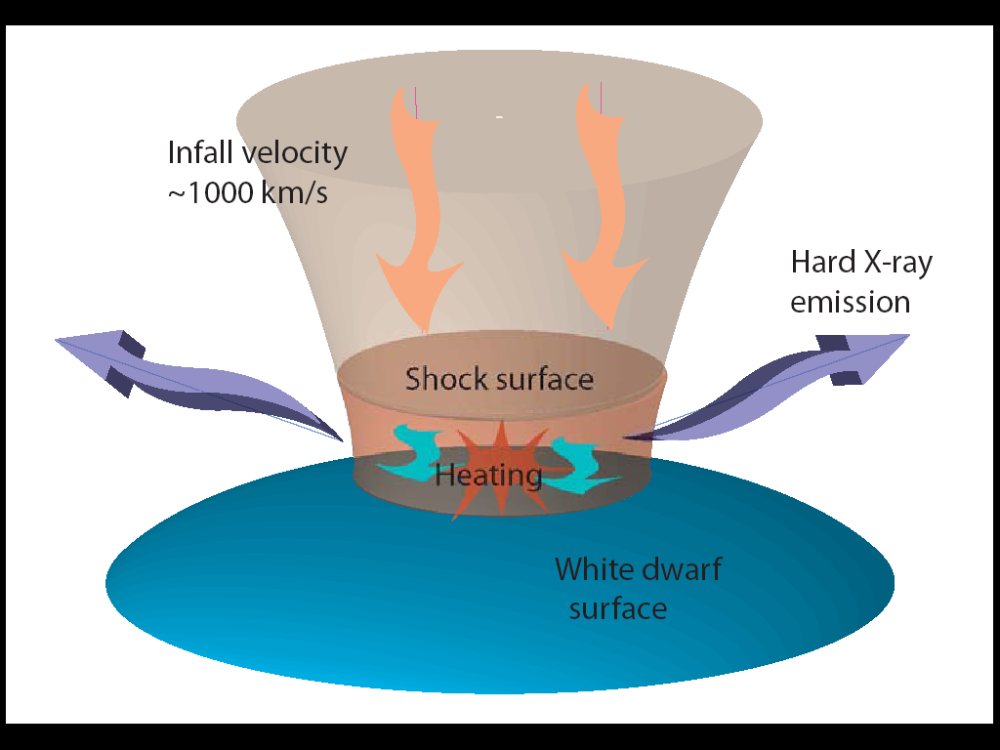 Infall velocity
~1000 km/s
Hard X-ray
emission
Shock surface
Heating
White dwarf
surface